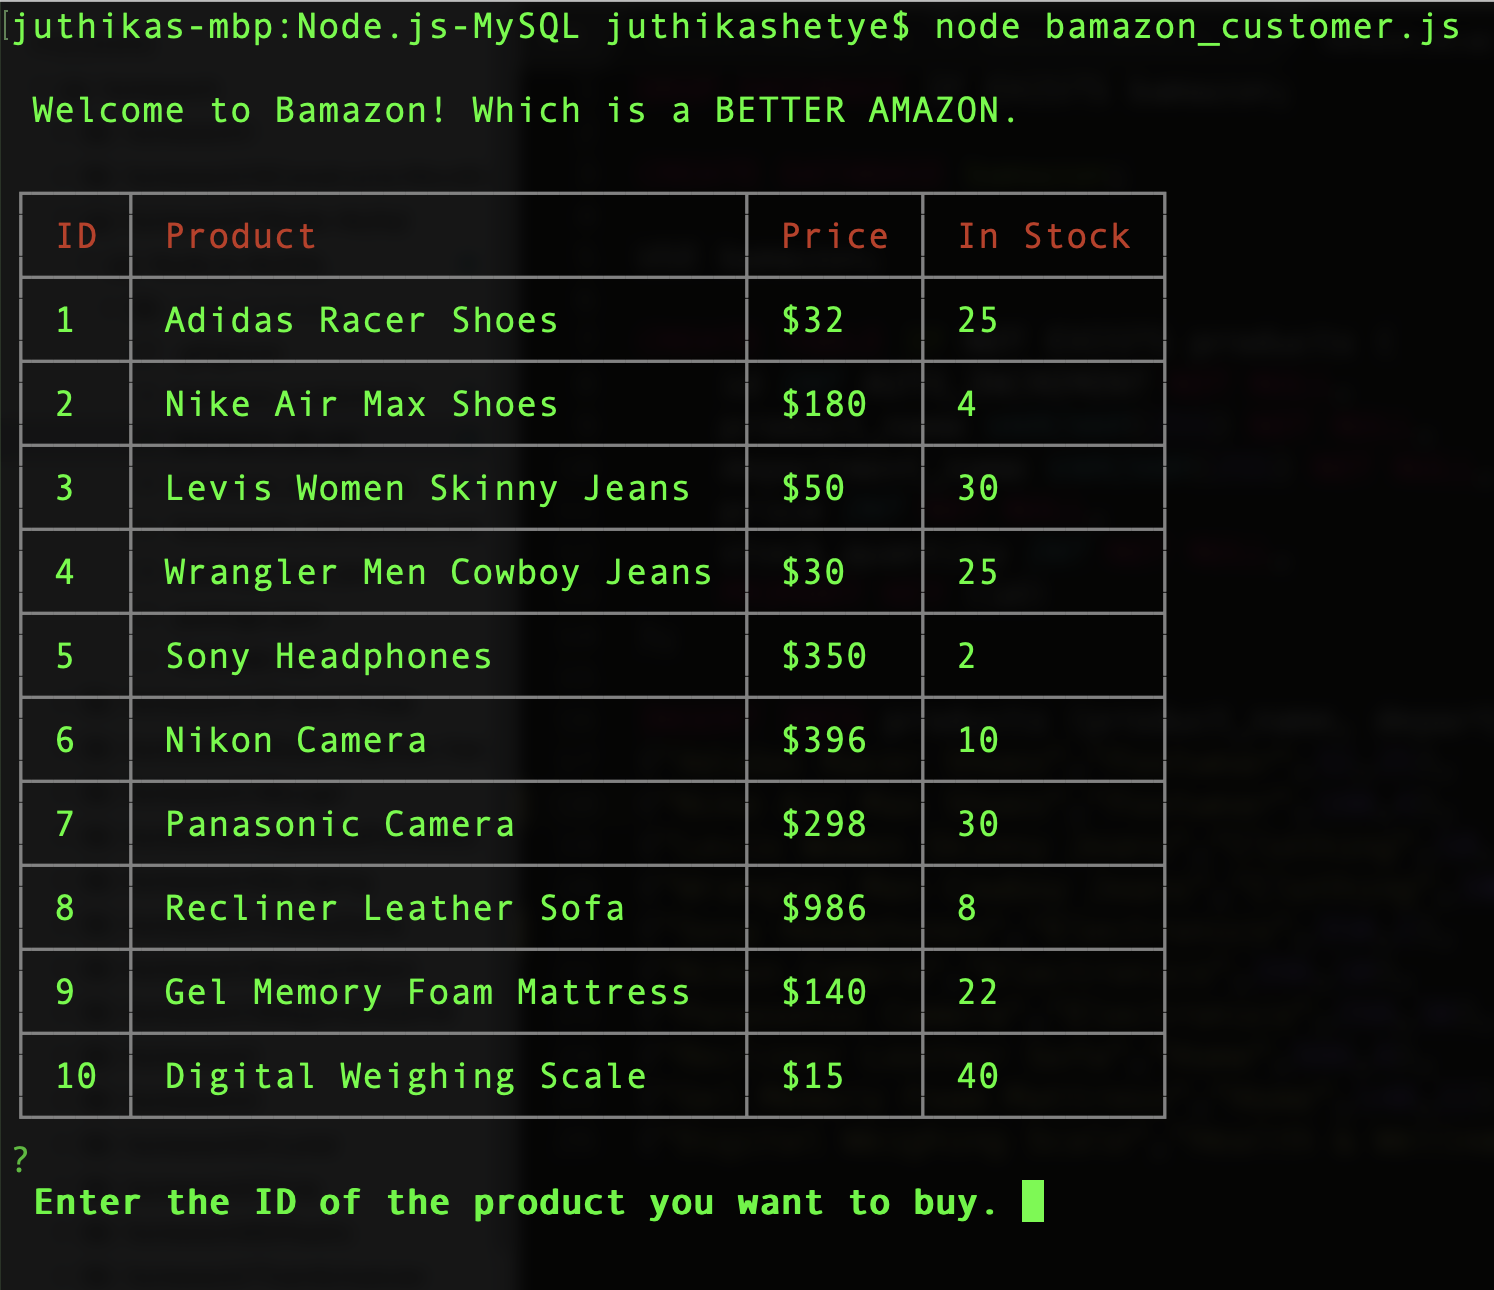 juthikas-mbp:Node.js-MySQL juthikashetye$ node bamazon_customer.js
Welcome to Bamazon! Which is a BETTER AMAZON.
ID Product Price In Stock
1 Adidas Racer Shoes $32 25
2 Nike Air Max Shoes $180 4
3 Levis Women Skinny Jeans $50 30
4 Wrangler Men Cowboy Jeans $30 25
5 Sony Headphones $350 2
6 Nikon Camera $396 10
7 Panasonic Camera $298 30
8 Recliner Leather Sofa $986 8
9 Gel Memory Foam Mattress $140 22
10 Digital Weighing Scale $15 40
?
Enter the ID of the product you want to buy.